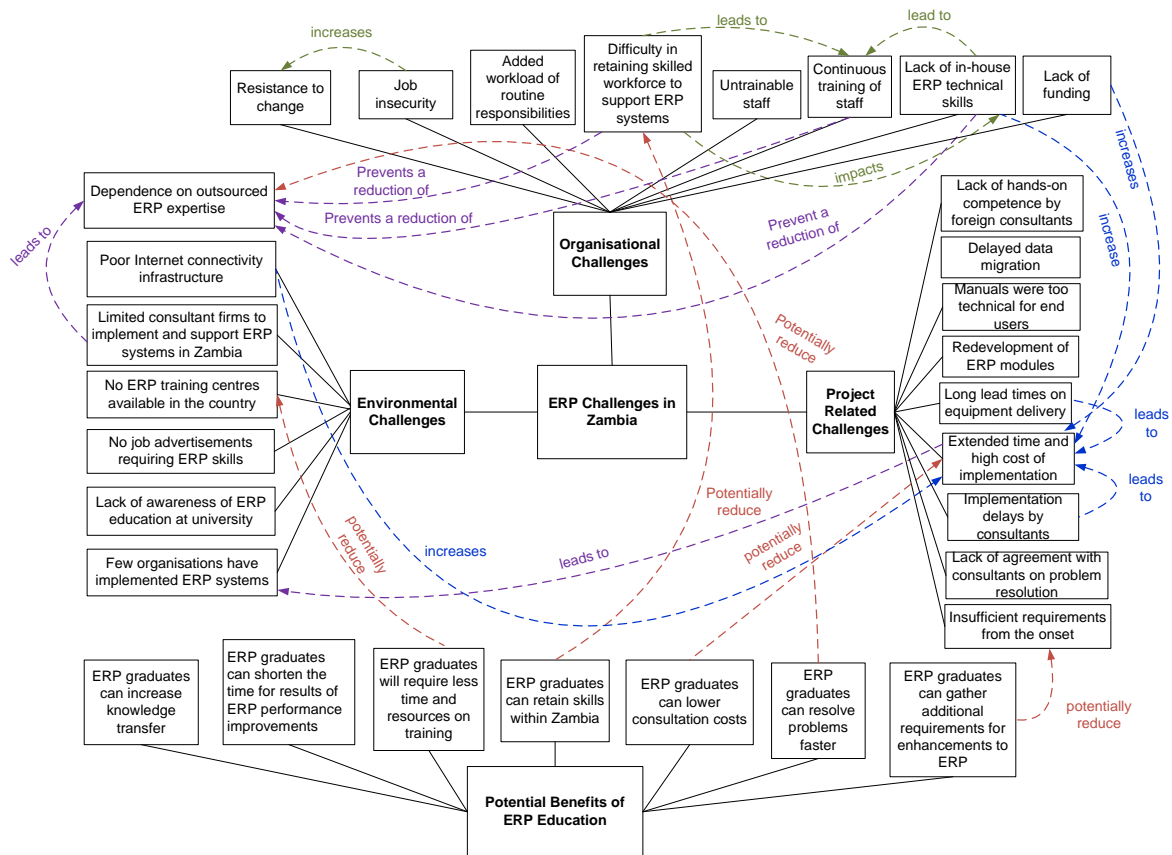 leads to
lead to
increases
Resistance to
change
Job
insecurity
Added
workload of
routine
responsibilities
Difficulty in
retaining skilled
workforce to
support ERP
systems
Untrainable
staff
Continuous
training of
staff
Lack of in-house
ERP technical
skills
Lack of
funding
Prevents a
reduction of
impacts
increases
Dependence on outsourced
ERP expertise
Prevents a reduction of
Prevent a
reduction of
increase
leads to
Organisational
Challenges
Lack of hands-on
competence by
foreign consultants
Delayed data
migration
Manuals were too
technical for end
users
Redevelopment of
ERP modules
Long lead times on
equipment delivery
leads
to
Extended time and
high cost of
implementation
leads
to
Implementation
delays by
consultants
Lack of agreement with
consultants on problem
resolution
Insufficient requirements
from the onset
Poor Internet connectivity
infrastructure
Limited consultant firms to
implement and support ERP
systems in Zambia
No ERP training centres
available in the country
No job advertisements
requiring ERP skills
Lack of awareness of ERP
education at university
Few organisations have
implemented ERP systems
Environmental
Challenges
ERP Challenges in
Zambia
Project
Related
Challenges
Potentially
reduce
Potentially
reduce
potentially
reduce
potentially
reduce
increases
leads to
ERP graduates
can increase
knowledge
transfer
ERP graduates
can shorten the
time for results of
ERP performance
improvements
ERP graduates
will require less
time and
resources on
training
ERP graduates
can retain skills
within Zambia
ERP graduates
can lower
consultation costs
ERP
graduates
can resolve
problems
faster
ERP graduates
can gather
additional
requirements for
enhancements to
ERP
potentially
reduce
Potential Benefits of
ERP Education